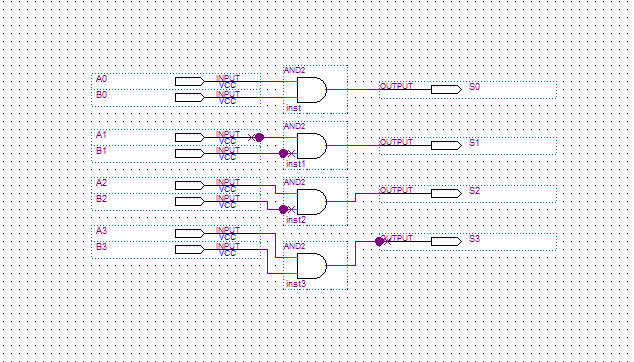 AND2
A0 INPUT VCC OUTPUT S0
B0 INPUT VCC
inst
AND2
A1 INPUT VCC OUTPUT S1
B1 INPUT VCC
inst1
A2 INPUT VCC AND2 OUTPUT S2
B2 INPUT VCC
inst2
A3 INPUT VCC OUTPUT S3
B3 INPUT VCC AND2
inst3